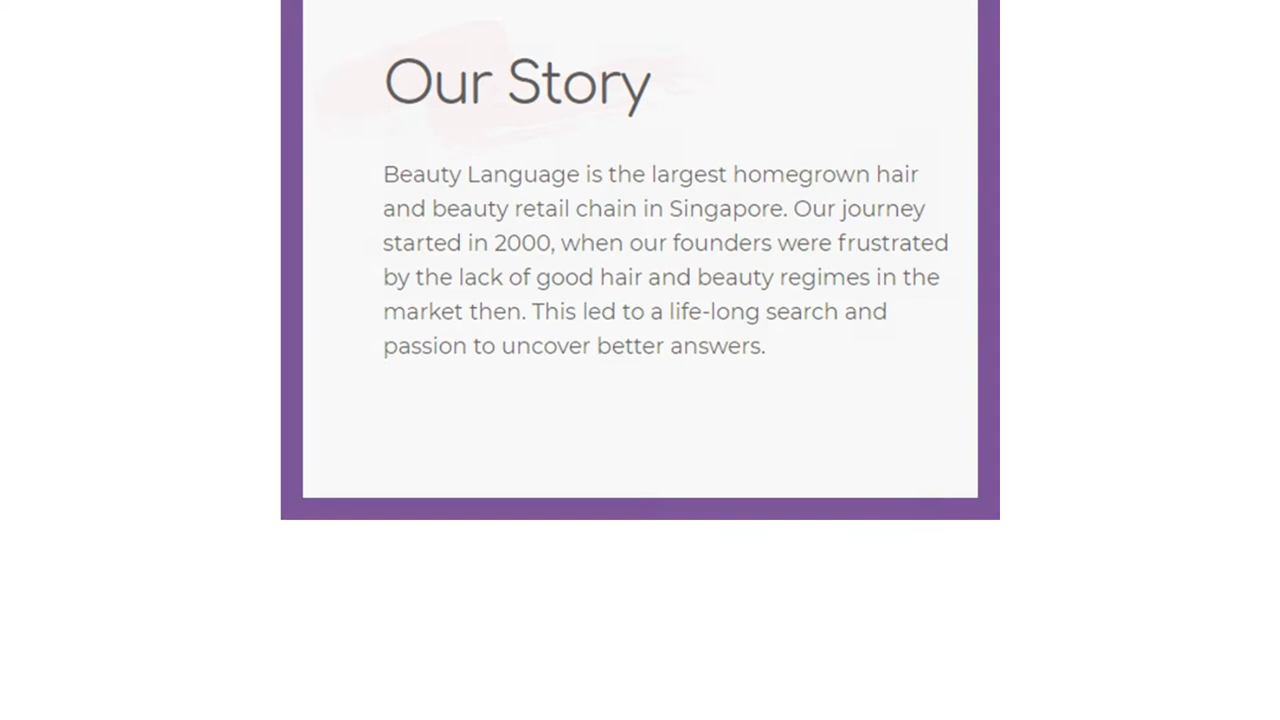 Our Story
Beauty Language is the largest homegrown hair
and beauty retail chain in Singapore. Our journey
started in 2000, when our founders were frustrated
by the lack of good hair and beauty regimes in the
market then. This led to a life-long search and
passion to uncover better answers.